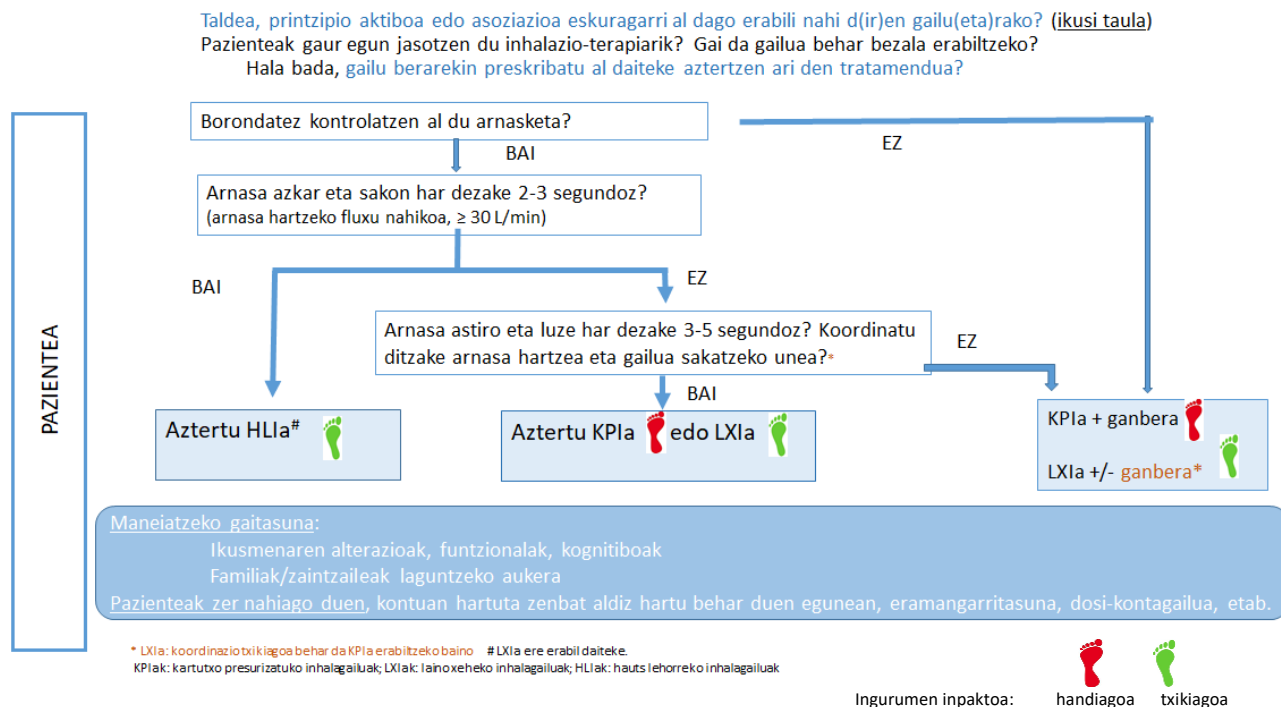 Taldea, printzipio aktiboa edo asoziazioa eskuragarri al dago erabili nahi d(ir)en gailu(eta)rako? (ikusi taula)
Pazienteak gaur egun jasotzen du inhalazio-terapiarik? Gai da gailua behar bezala erabiltzeko?
Hala bada, gailu berarekin preskribatu al daiteke aztertzen ari den tratamendua?
PAZIENTEA
Borondatez kontrolatzen al du arnasketa?
EZ
BAI
Arnasa azkar eta sakon har dezake 2-3 segundoz?
(arnasa hartzeko fluxu nahikoa, ≥ 30 L/min)
BAI
EZ
Arnasa astiro eta luze har dezake 3-5 segundoz? Koordinatu
ditzake arnasa hartzea eta gailua sakatzeko unea?*
EZ
BAI
Aztertu HLIa#
Aztertu KPIa edo LXIa
KPIa + ganbera
LXIa +/- ganbera*
Maneiatzeko gaitasuna:
Ikusmenaren alterazioak, funtzionalak, kognitiboak
Familiak/zaintzaileak laguntzeko aukera
Pazienteak zer nahiago duen, kontuan hartuta zenbat aldiz hartu behar duen egunean, eramangarritasuna, dosi-kontagailua, etab.
* LXIa: koordinazio txikiagoa behar da KPIa erabiltzeko baino # LXIa ere erabil daiteke.
KPIak: kartutxo presurizatuko inhalagailuak; LXIak: laino xeheko inhalagailuak; HLIak: hauts lehorreko inhalagailuak
Ingurumen inpaktoa: handiagoa txikiagoa